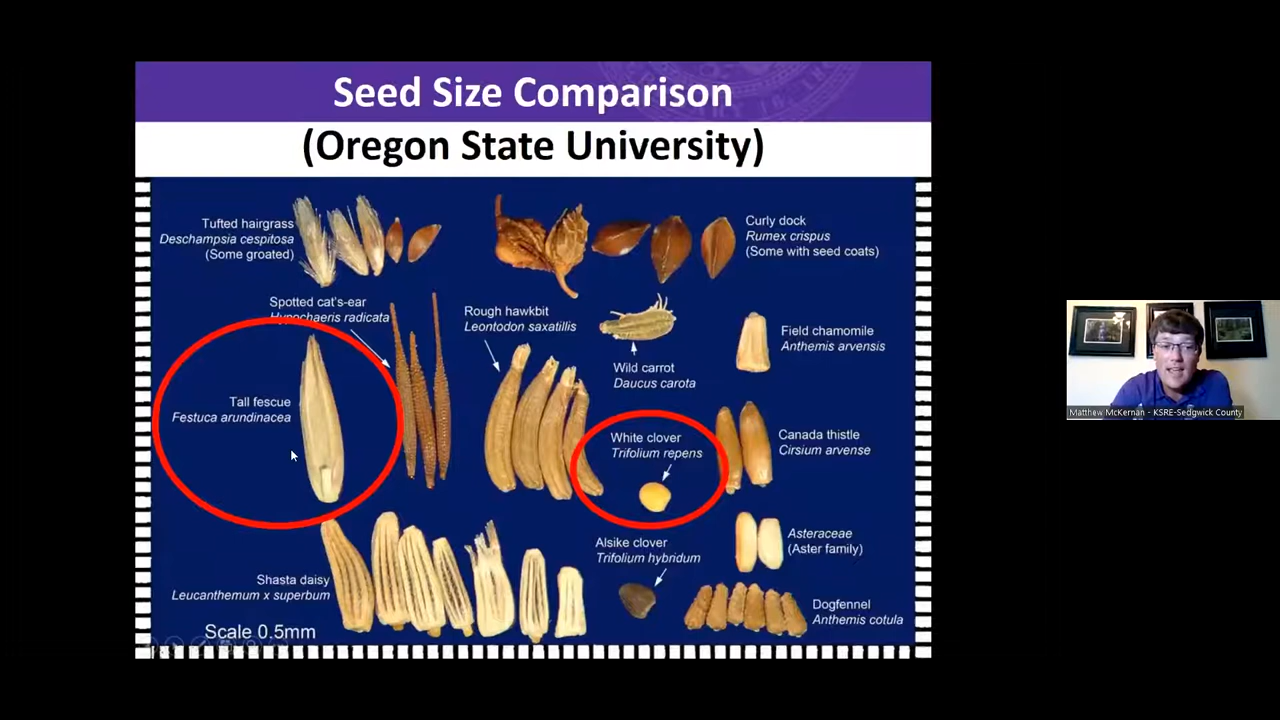 Seed Size Comparison
(Oregon State University)
Tufted hairgrass
Deschampsia cespitosa
(Some groated)
Curly dock
Rumex crispus
(Some with seed coats)
Spotted cat's-ear
Hypochaeris radicata
Rough hawkbit
Leontodon saxatillis
Wild carrot
Daucus carota
Field chamomile
Anthemis arvensis
Tall fescue
Festuca arundinacea
White clover
Trifolium repens
Canada thistle
Cirsium arvense
Alsike clover
Trifolium hybridum
Asteraceae
(Aster family)
Shasta daisy
Leucanthemum x superbum
Dogfennel
Anthemis cotula
Scale 0.5mm
Matthew McKernan - KSRE-Sedgwick County